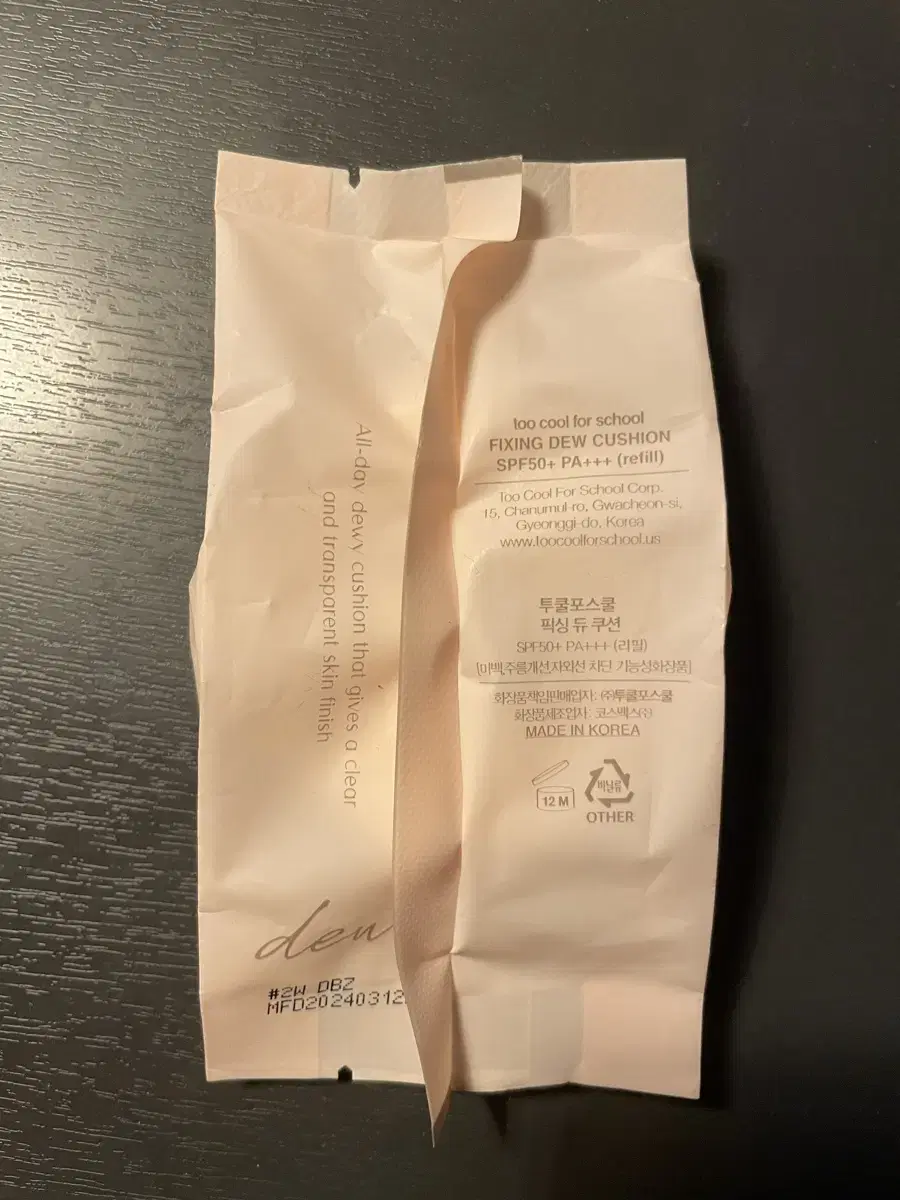 All-day dewy cushion that gives a clear
and transparent skin finish
dew
#2W DBZ
MFD20240312
too cool for school
FIXING DEW CUSHION
SPF50+ PA+++ (refill)
Too Cool For School Corp.
15, Chanumul-ro, Gwacheon-si,
Gyeonggi-do, Korea
www.toocoolforschool.us
투쿨포스쿨
픽싱 듀 쿠션
SPF50+ PA+++ (리필)
[미백,주름개선,자외선 차단 기능성화장품]
화장품책임판매업자: ㈜투쿨포스쿨
화장품제조업자: 코스맥스㈜
MADE IN KOREA
12 M
비닐류
OTHER